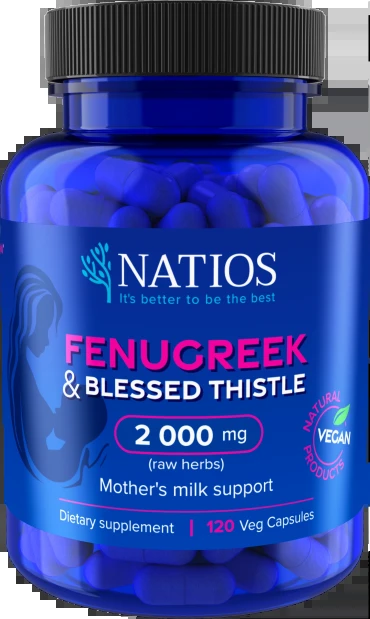 NATIOS
It's better to be the best
FENUGREEK
& BLESSED THISTLE
2 000 mg
(raw herbs)
Mother's milk support
Dietary supplement | 120 Veg Capsules
NATURAL
VEGAN
PRODUCTS